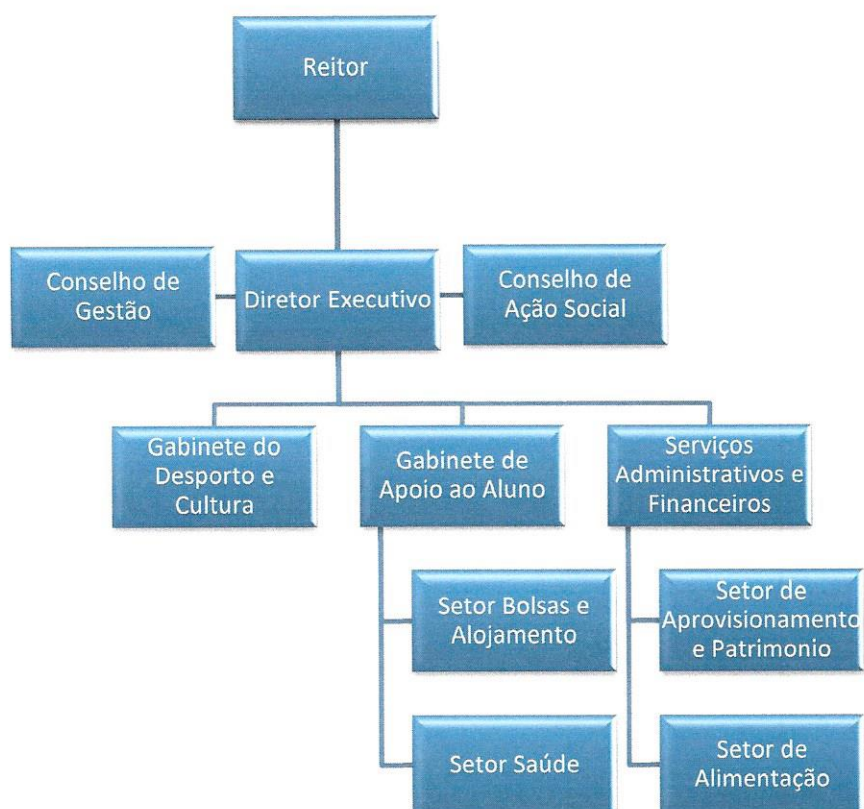 Reitor
Conselho de
Gestão
Diretor Executivo
Conselho de
Ação Social
Gabinete do
Desporto e
Cultura
Gabinete de
Apoio ao Aluno
Serviços
Administrativos e
Financeiros
Setor Bolsas e
Alojamento
Setor de
Aprovisionamento
e Patrimonio
Setor Saúde
Setor de
Alimentação